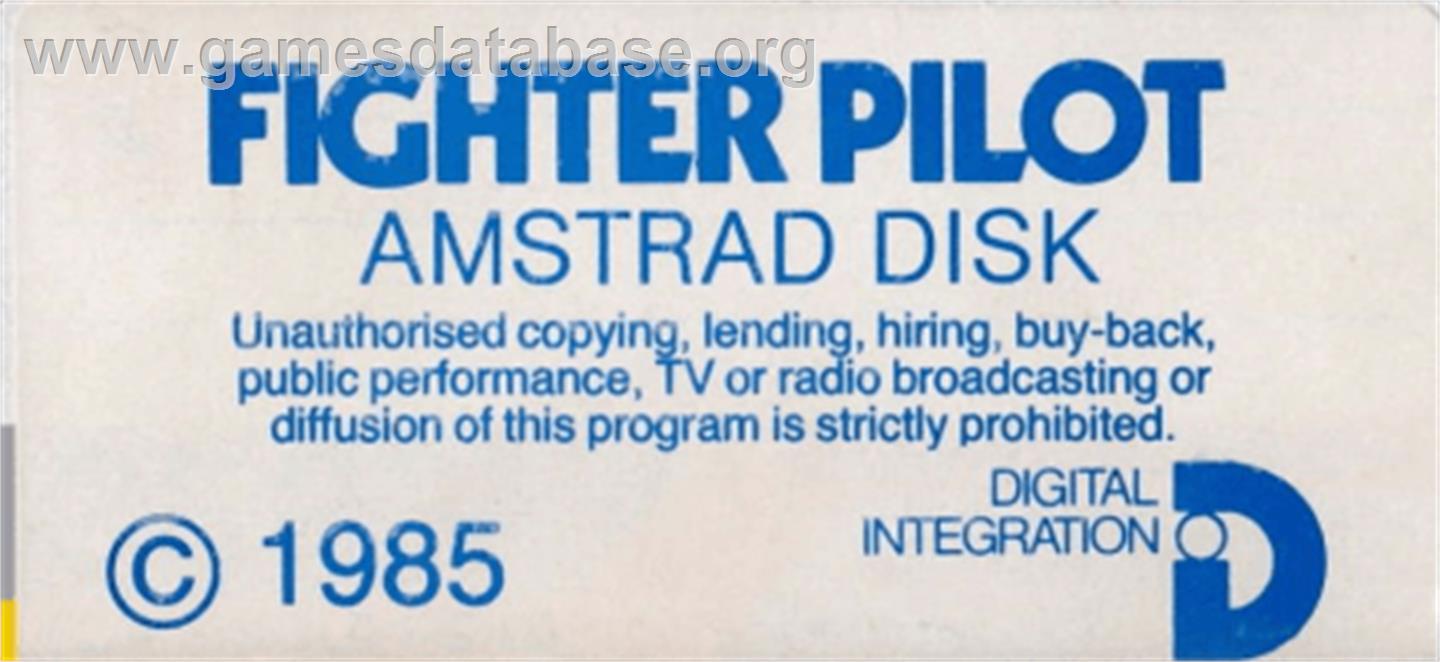 www.gamesdatabase.org
FIGHTER PILOT
AMSTRAD DISK
Unauthorised copying, lending, hiring, buy-back,
public performance, TV or radio broadcasting or
diffusion of this program is strictly prohibited.
DIGITAL
INTEGRATION
© 1985